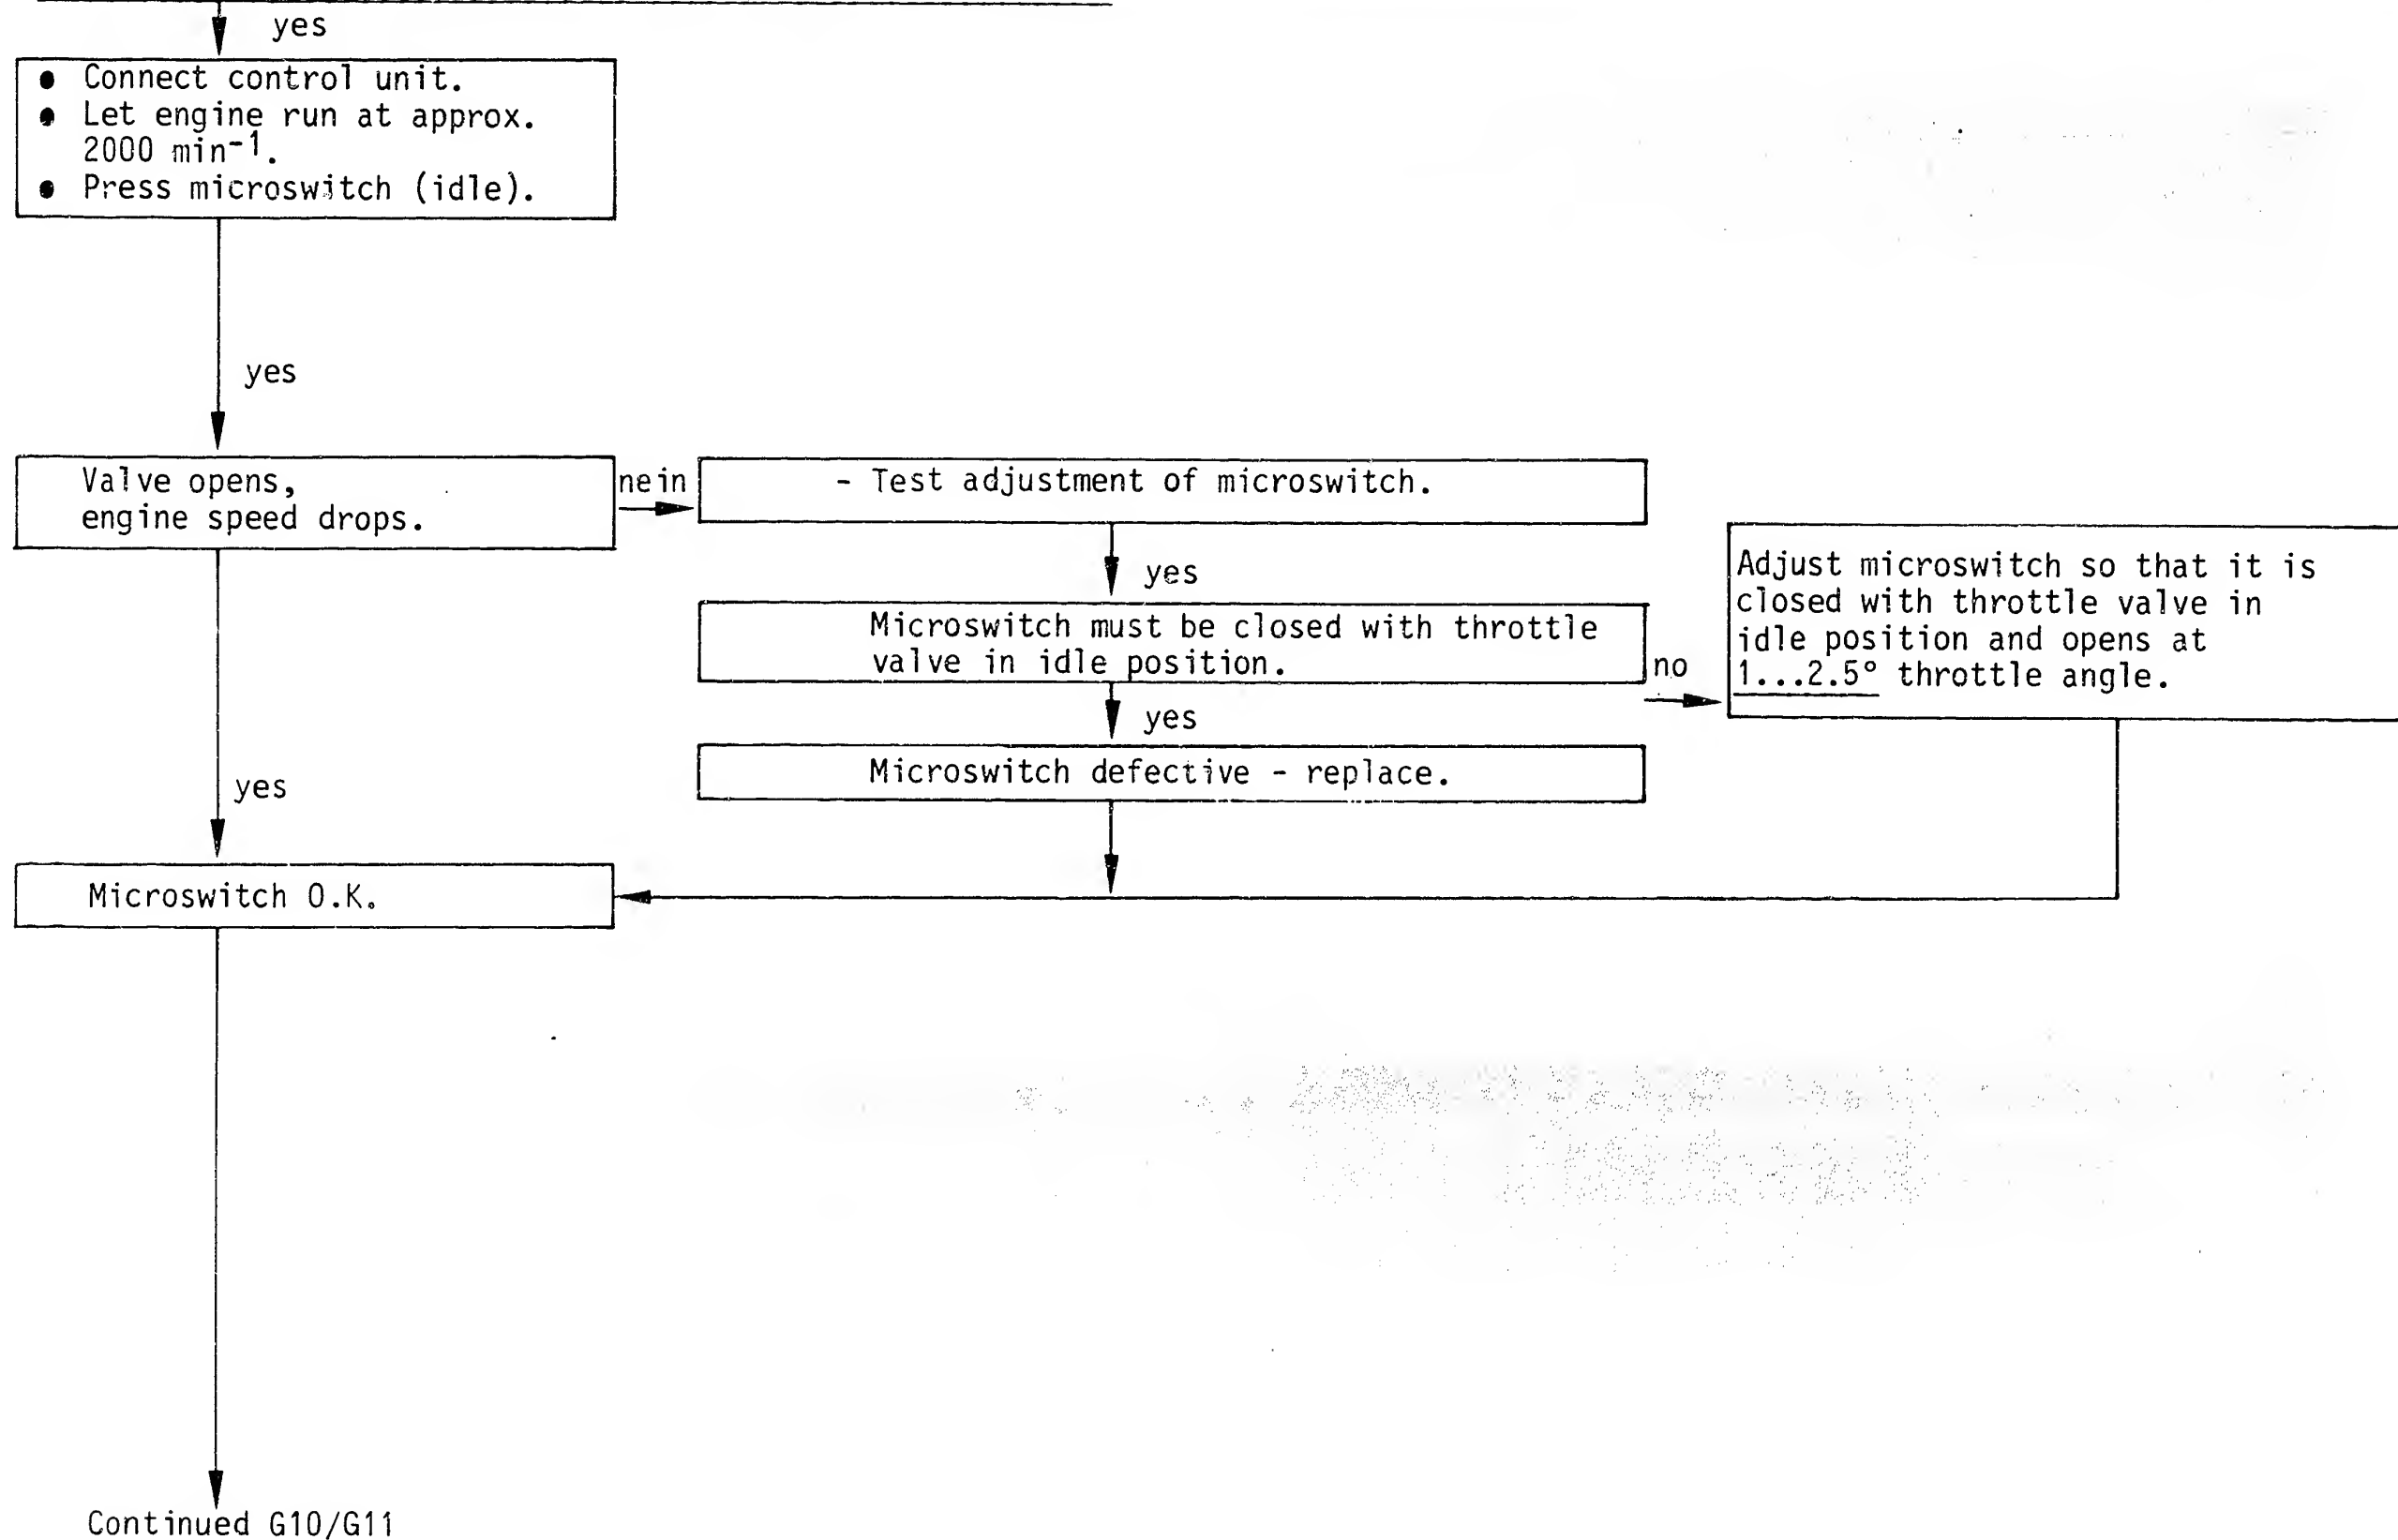 yes
● Connect control unit.
● Let engine run at approx.
2000 min⁻¹.
● Press microswitch (idle).
yes
Valve opens,
engine speed drops.
nein
- Test adjustment of microswitch.
yes
Microswitch must be closed with throttle
valve in idle position.
no
Adjust microswitch so that it is
closed with throttle valve in
idle position and opens at
1...2.5° throttle angle.
yes
Microswitch defective - replace.
yes
Microswitch O.K.
Continued G10/G11